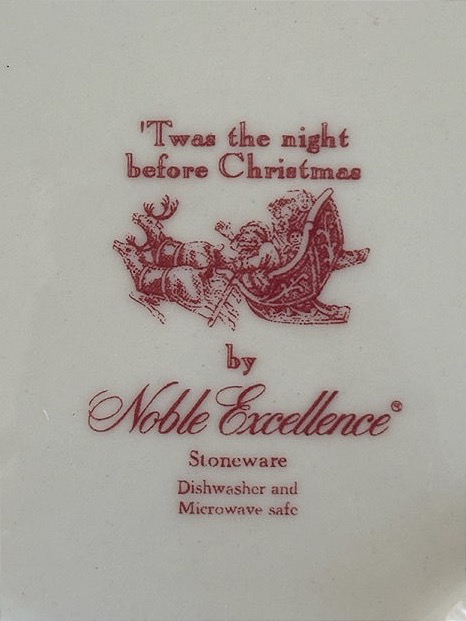 'Twas the night
before Christmas
by
Noble Excellence®
Stoneware
Dishwasher and
Microwave safe